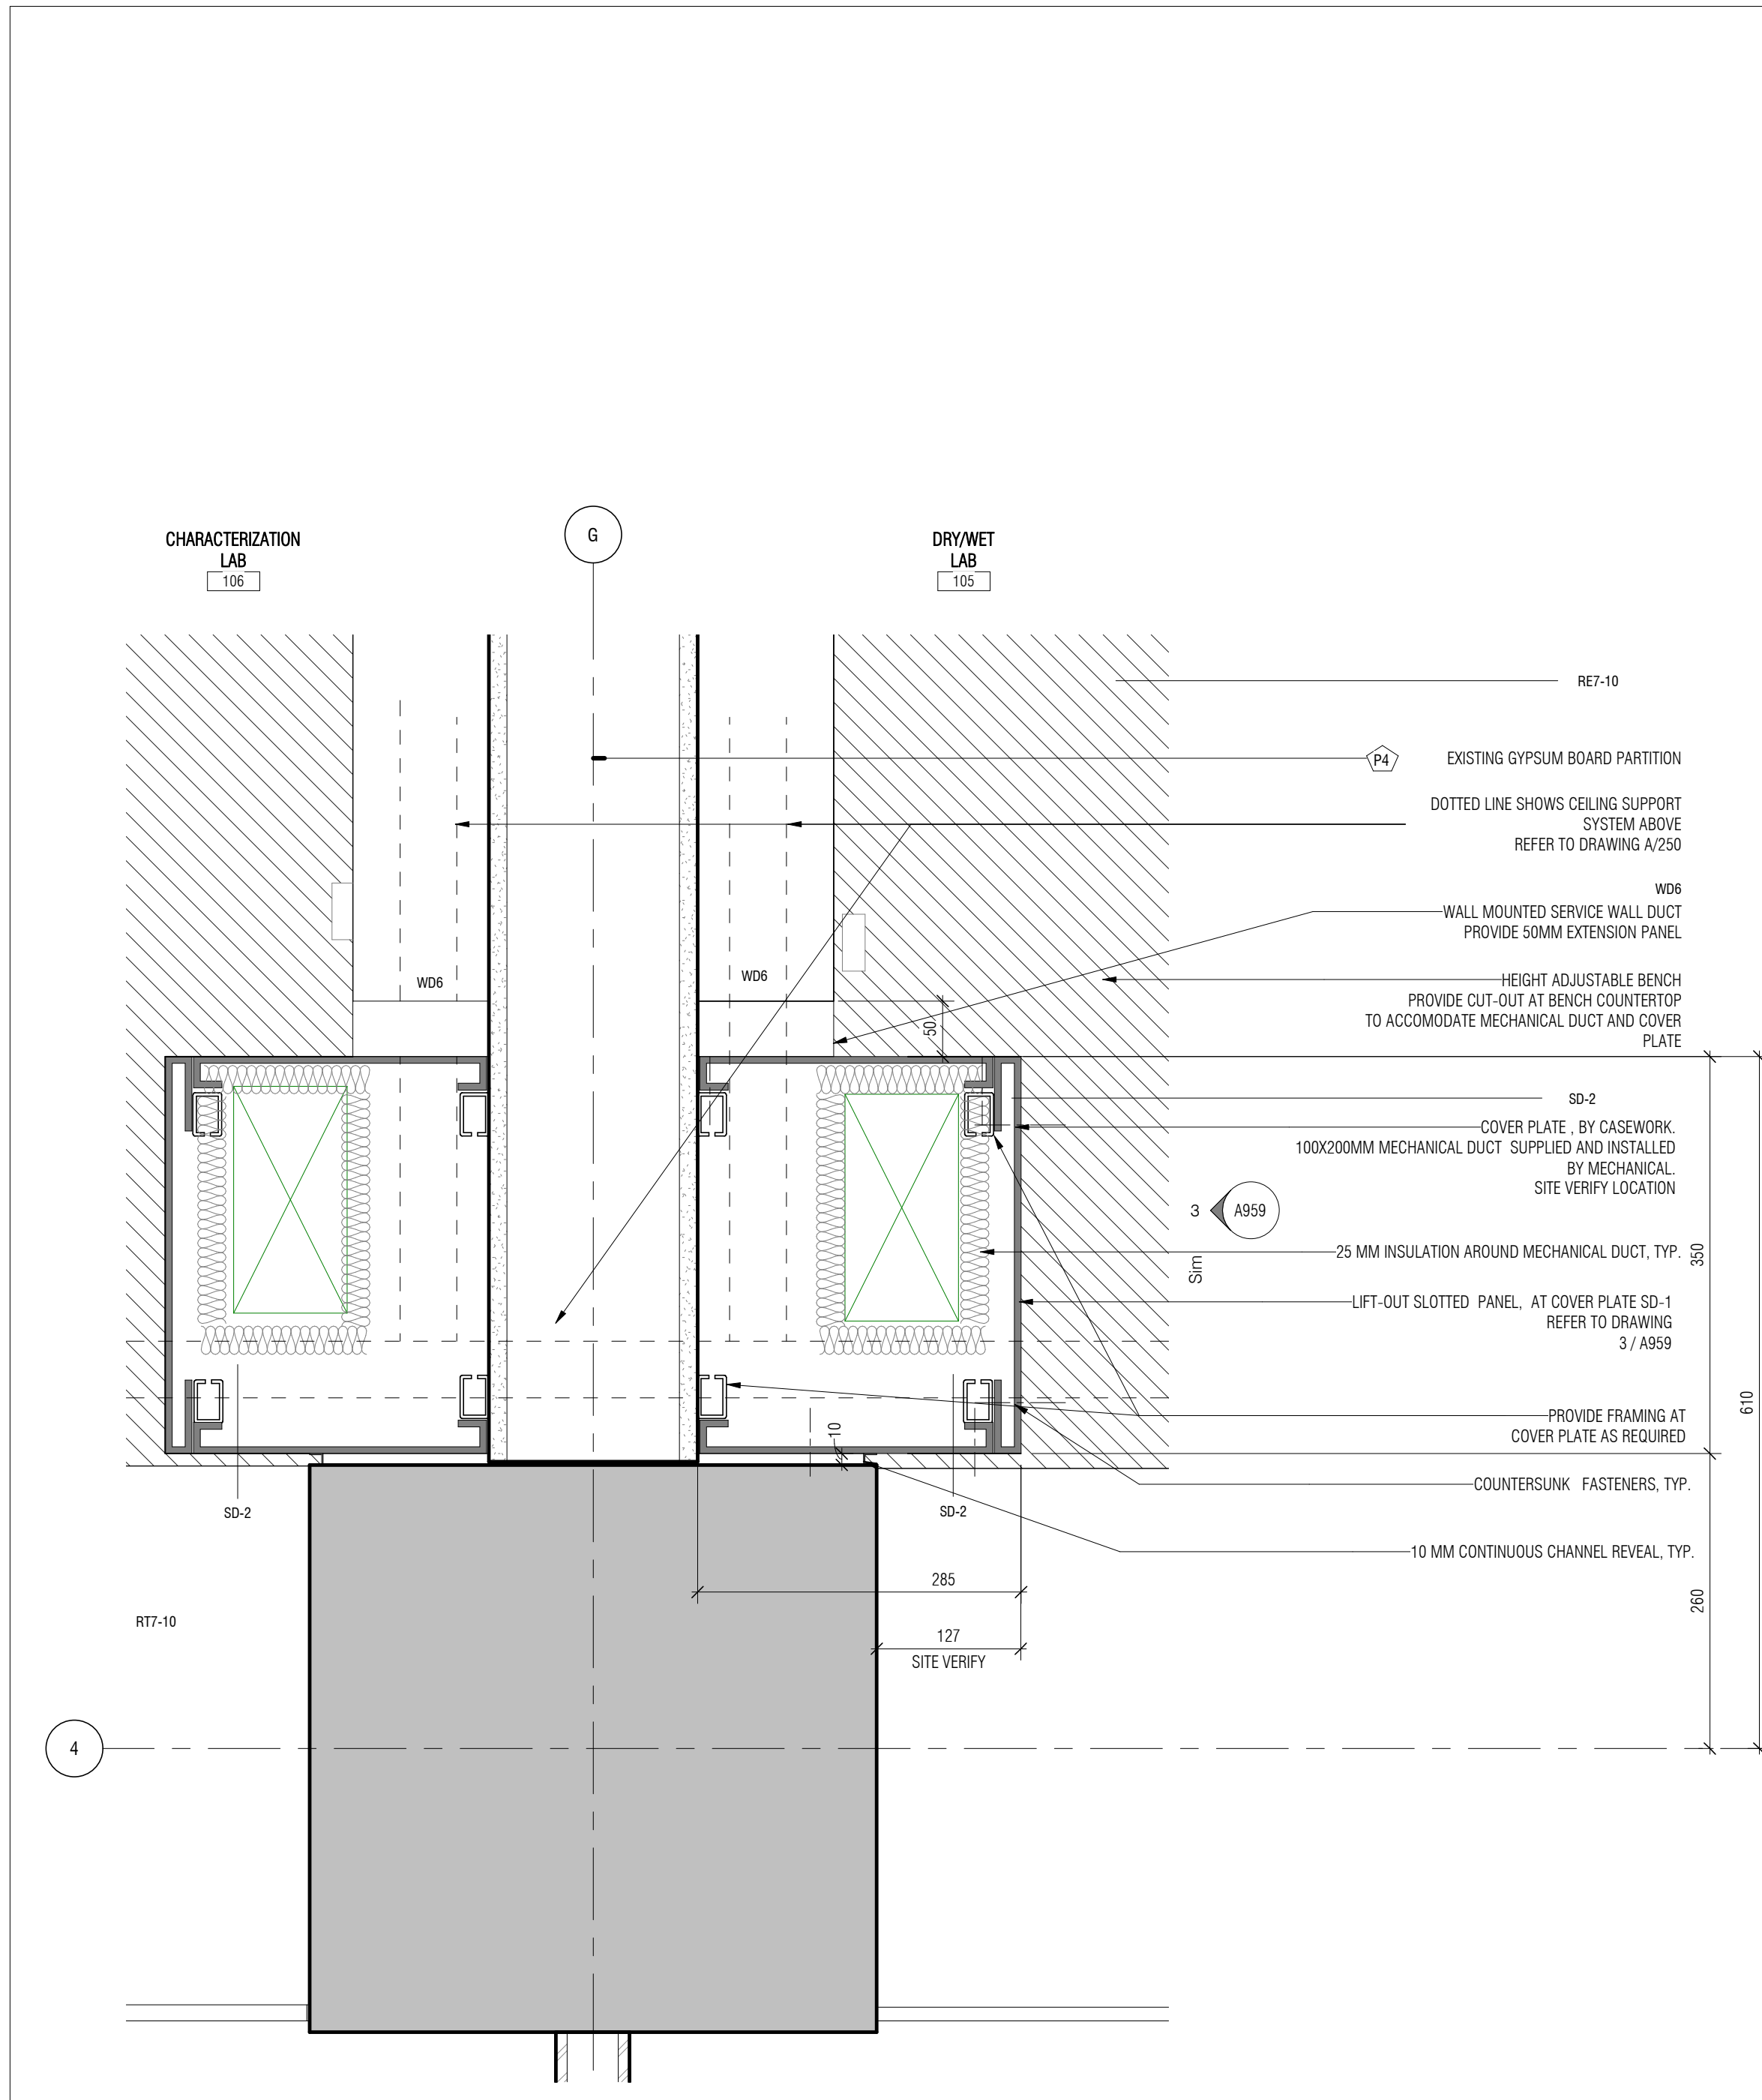 CHARACTERIZATION
LAB
106
G
DRY/WET
LAB
105
RE7-10
P4
EXISTING GYPSUM BOARD PARTITION
DOTTED LINE SHOWS CEILING SUPPORT
SYSTEM ABOVE
REFER TO DRAWING A/250
WD6
WALL MOUNTED SERVICE WALL DUCT
PROVIDE 50MM EXTENSION PANEL
WD6
WD6
HEIGHT ADJUSTABLE BENCH
PROVIDE CUT-OUT AT BENCH COUNTERTOP
TO ACCOMODATE MECHANICAL DUCT AND COVER
PLATE
50
SD-2
COVER PLATE , BY CASEWORK.
100X200MM MECHANICAL DUCT SUPPLIED AND INSTALLED
BY MECHANICAL.
SITE VERIFY LOCATION
3
A959
Sim
25 MM INSULATION AROUND MECHANICAL DUCT, TYP.
350
LIFT-OUT SLOTTED PANEL, AT COVER PLATE SD-1
REFER TO DRAWING
3 / A959
610
PROVIDE FRAMING AT
COVER PLATE AS REQUIRED
10
COUNTERSUNK FASTENERS, TYP.
SD-2
SD-2
10 MM CONTINUOUS CHANNEL REVEAL, TYP.
285
260
RT7-10
127
SITE VERIFY
4